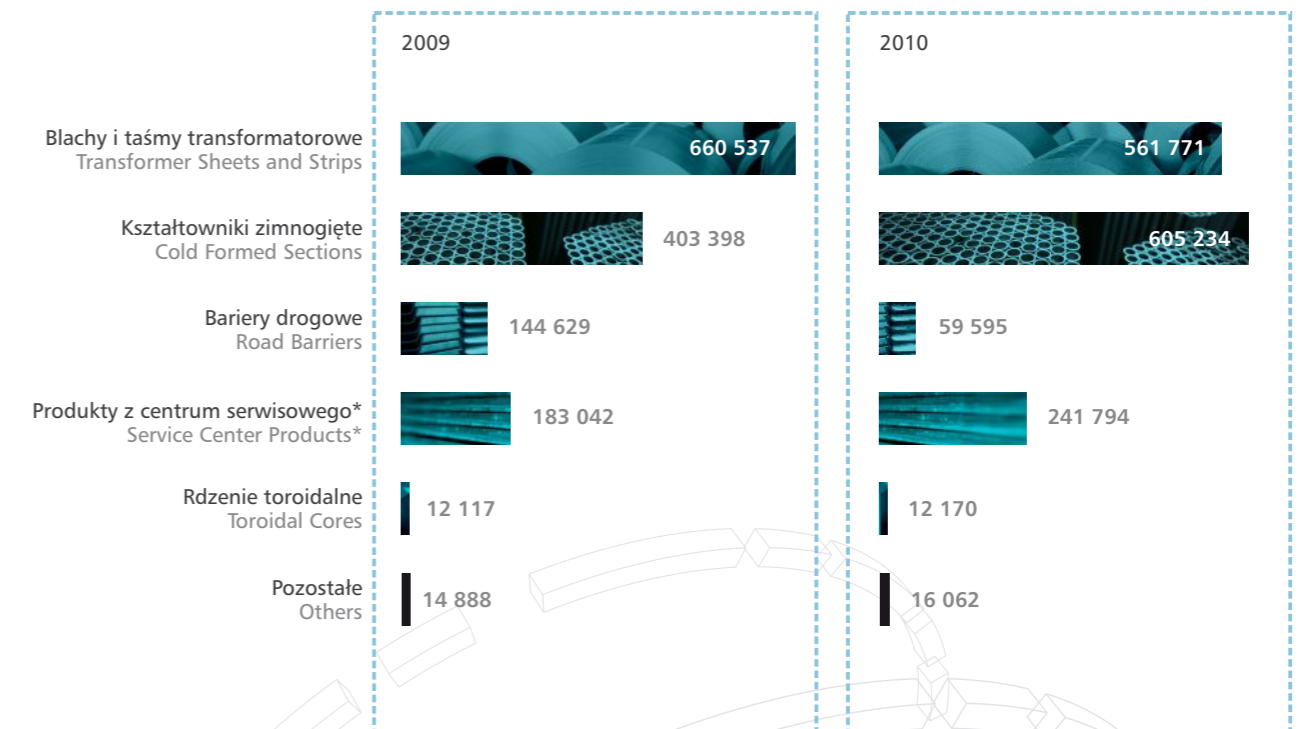 2009
2010
Blachy i taśmy transformatorowe
Transformer Sheets and Strips
660 537
561 771
Kształtowniki zimnogięte
Cold Formed Sections
403 398
605 234
Bariery drogowe
Road Barriers
144 629
59 595
Produkty z centrum serwisowego*
Service Center Products*
183 042
241 794
Rdzenie toroidalne
Toroidal Cores
12 117
12 170
Pozostałe
Others
14 888
16 062